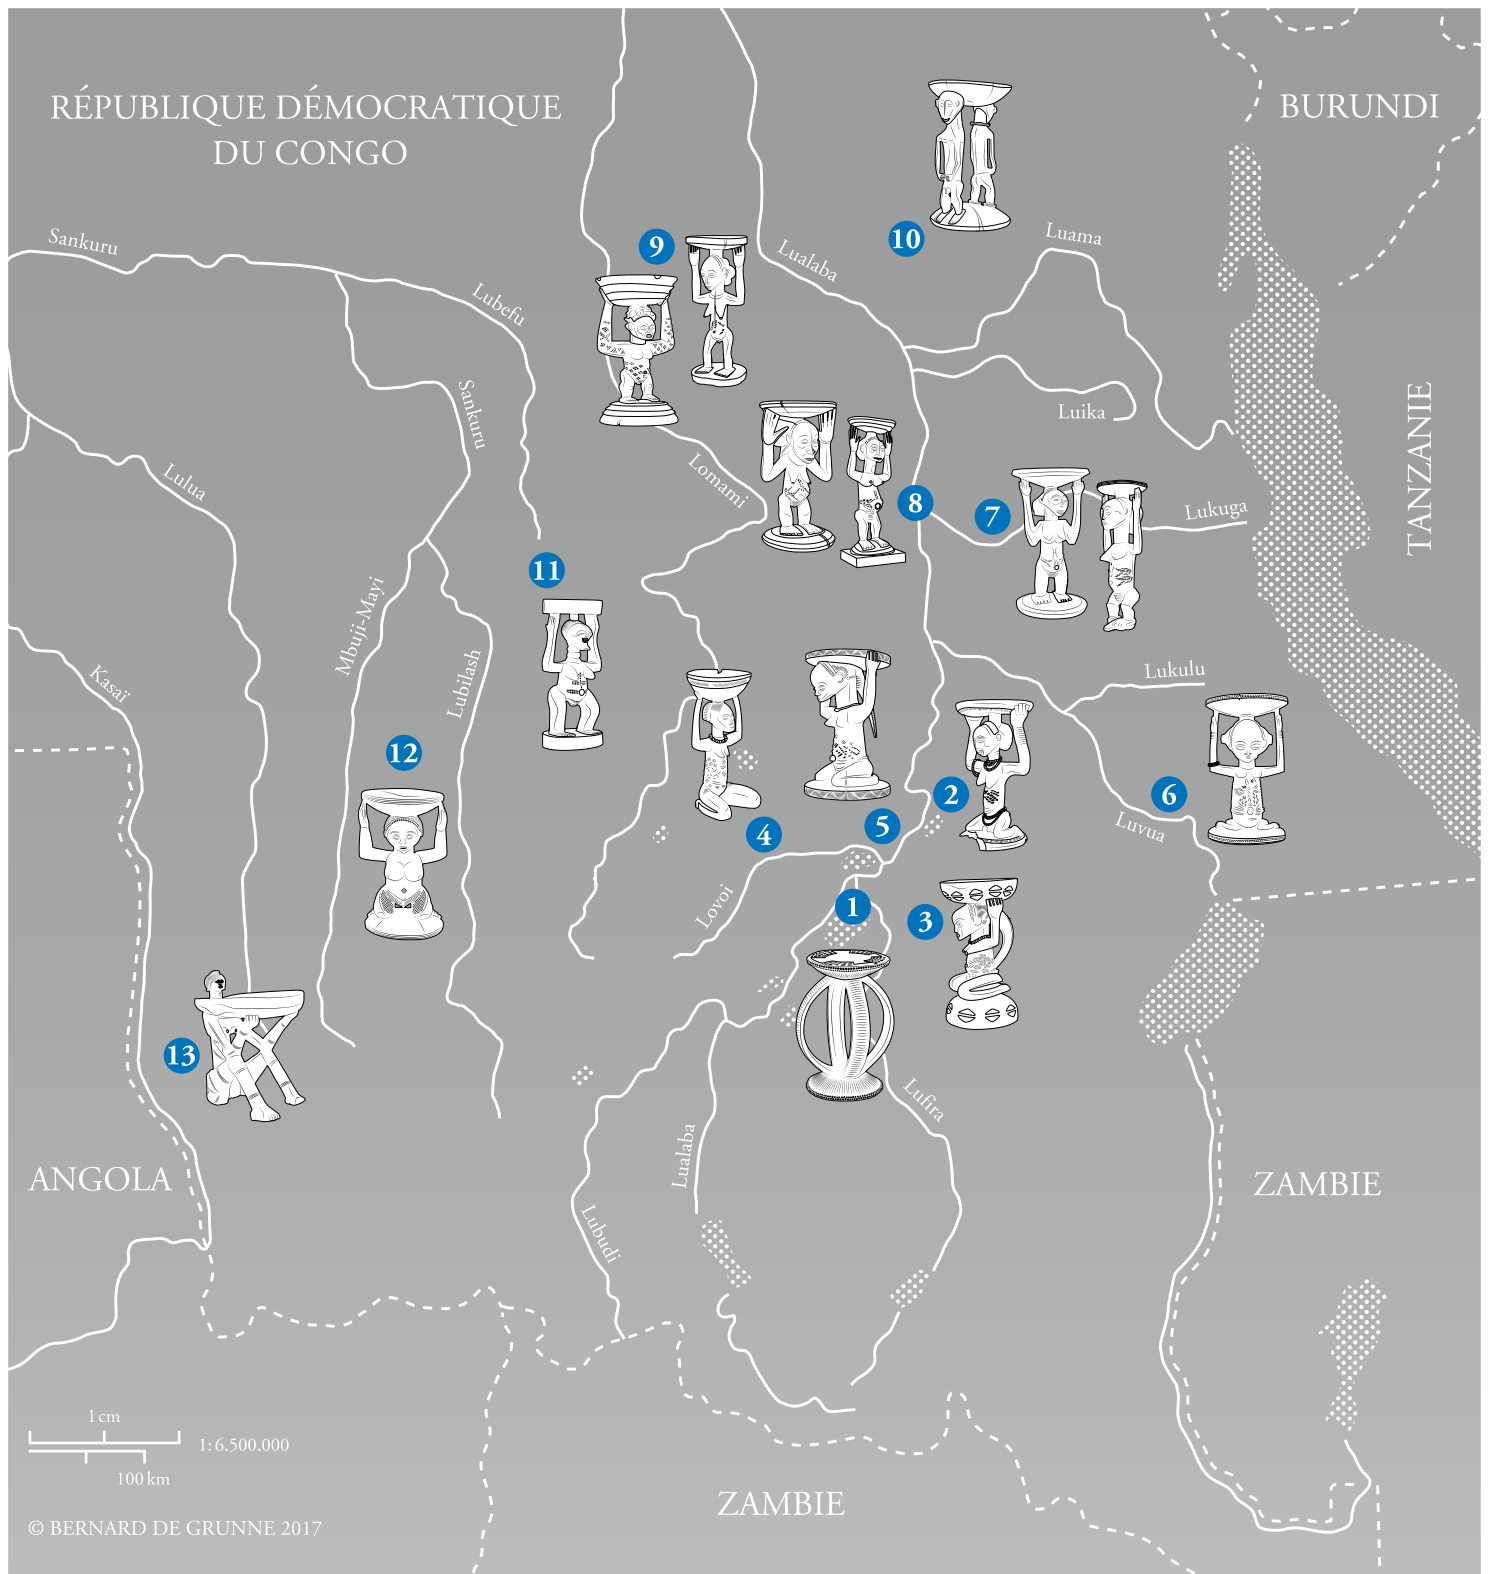 RÉPUBLIQUE DÉMOCRATIQUE
DU CONGO
BURUNDI
10
Luama
Sankuru
9
Lualaba
Lubefu
Sankuru
Luika
TANZANIE
Lulua
Lomami
8
7
Lukuga
11
Mbuji-Mayi
Lubilash
Kasaï
Lukulu
12
2
6
4
5
Luvua
Lovoi
1
3
13
Lufira
Lualaba
ANGOLA
ZAMBIE
Lubudi
1 cm
1: 6.500.000
100 km
ZAMBIE
© BERNARD DE GRUNNE 2017